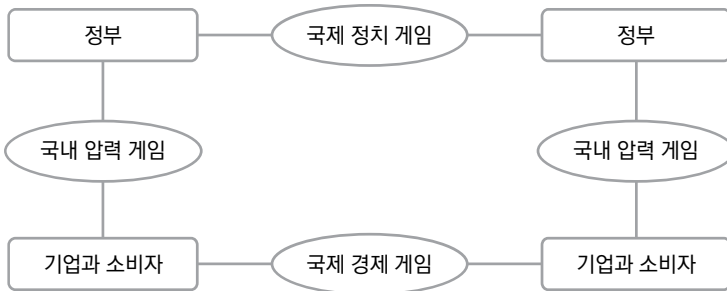 정부
국제 정치 게임
정부
국내 압력 게임
국내 압력 게임
기업과 소비자
국제 경제 게임
기업과 소비자